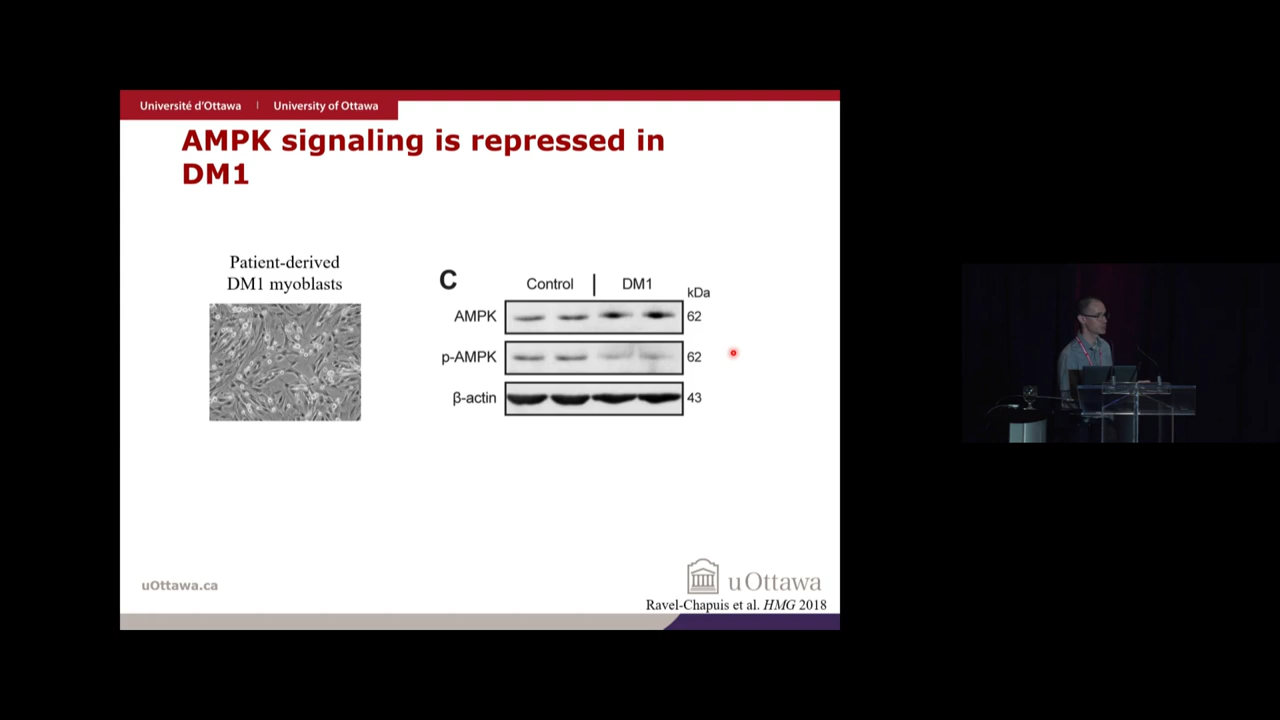 Université d'Ottawa | University of Ottawa
AMPK signaling is repressed in
DM1
Patient-derived
DM1 myoblasts
C
Control | DM1
kDa
AMPK 62
p-AMPK 62
β-actin 43
uOttawa.ca
uOttawa
Ravel-Chapuis et al. HMG 2018